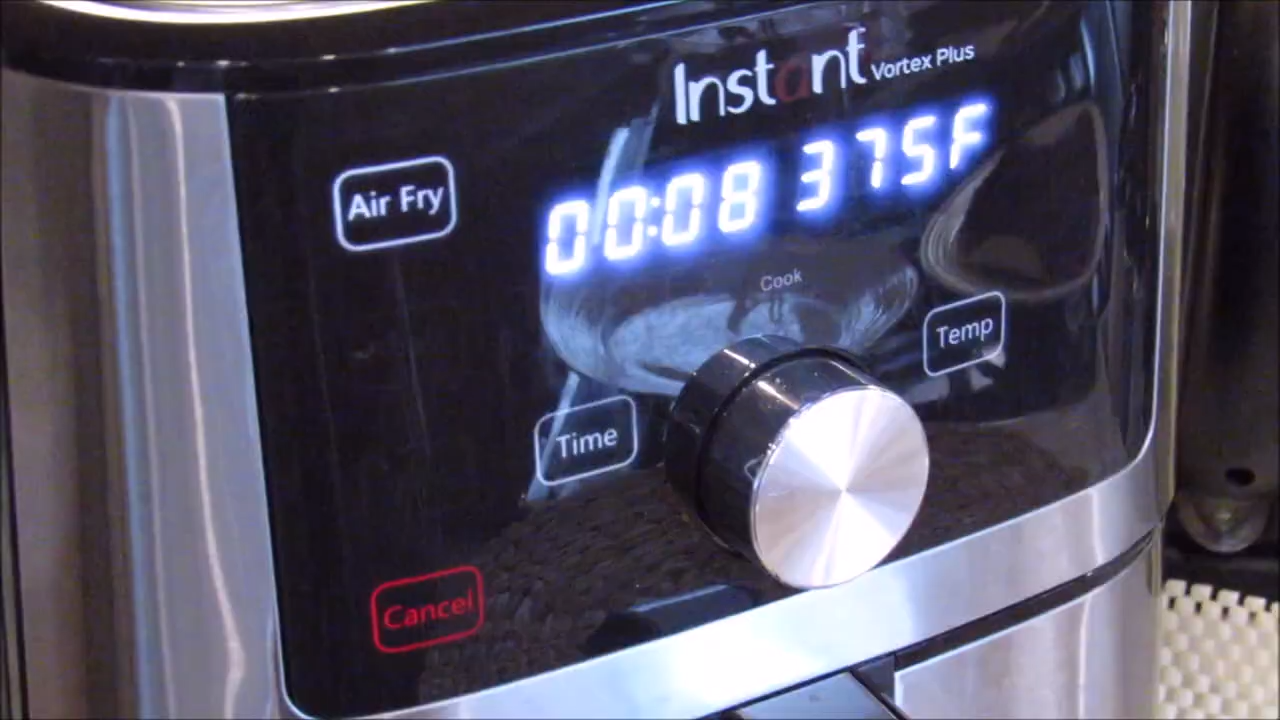 Instant Vortex Plus
Air Fry
00:08 375F
Cook
Temp
Time
Cancel